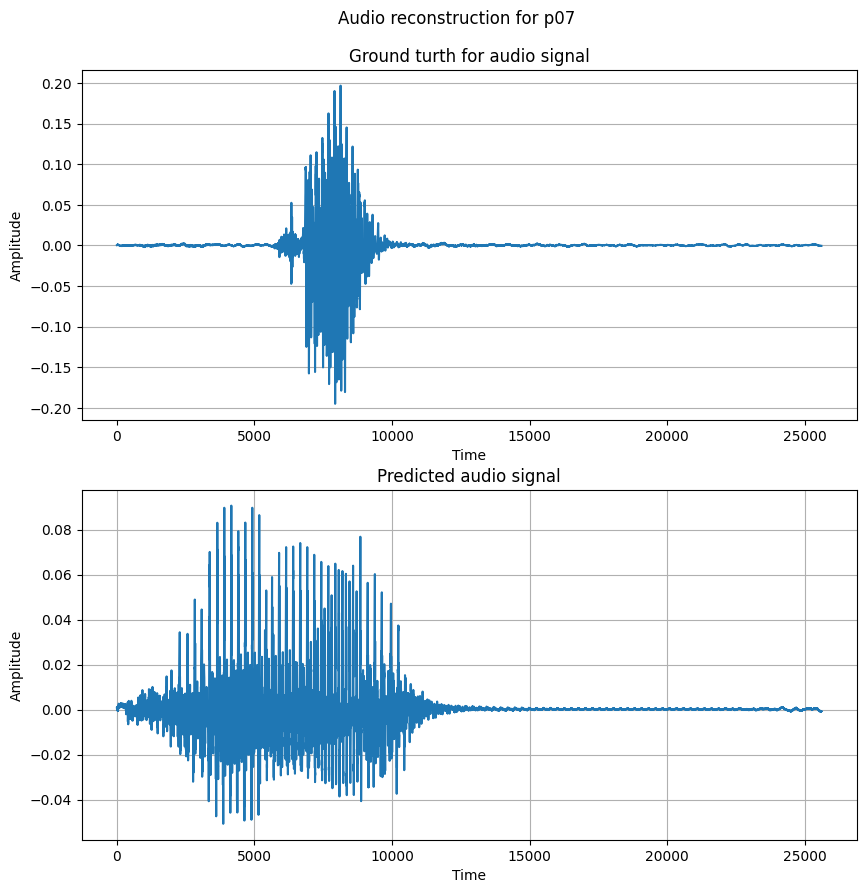 Audio reconstruction for p07
Ground turth for audio signal
0.20
0.15
0.10
0.05
0.00
−0.05
−0.10
−0.15
−0.20
Amplitude
0 5000 10000 15000 20000 25000
Time
Predicted audio signal
0.08
0.06
0.04
0.02
0.00
−0.02
−0.04
Amplitude
0 5000 10000 15000 20000 25000
Time